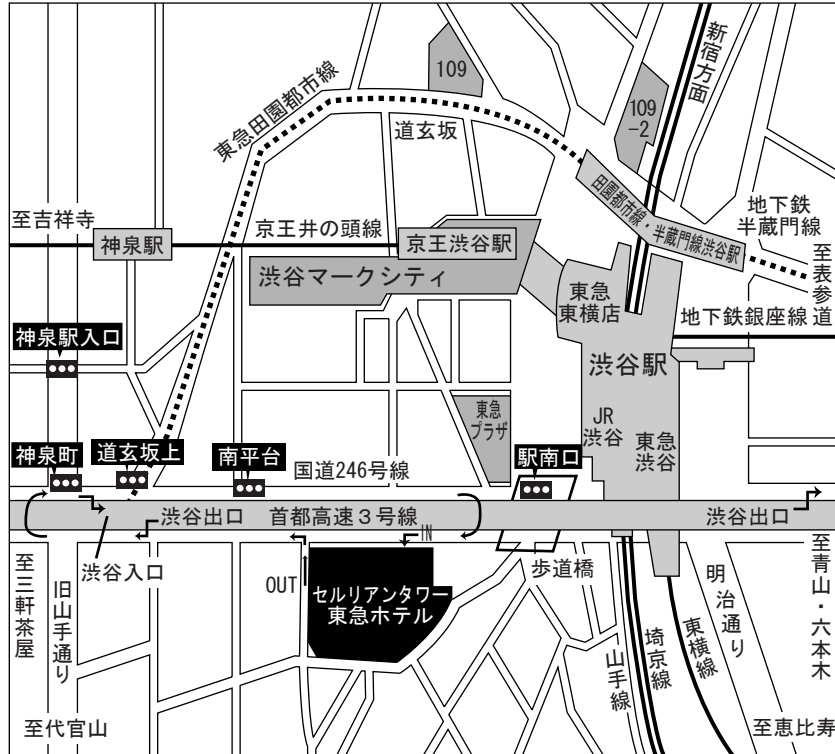 109
東急田園都市線
道玄坂
109
-2
新宿方面
田園都市線・半蔵門線渋谷駅
地下鉄
半蔵門線
至表参道
至吉祥寺
神泉駅
京王井の頭線
京王渋谷駅
渋谷マークシティ
東急
東横店
地下鉄銀座線
神泉駅入口
渋谷駅
東急
プラザ
JR
渋谷
東急
渋谷
神泉町
道玄坂上
南平台
国道246号線
駅南口
渋谷出口
首都高速3号線
渋谷出口
IN
OUT
渋谷入口
セルリアンタワー
東急ホテル
歩道橋
至三軒茶屋
旧山手通り
山手線
埼京線
東横線
明治通り
至青山・六本木
至代官山
至恵比寿